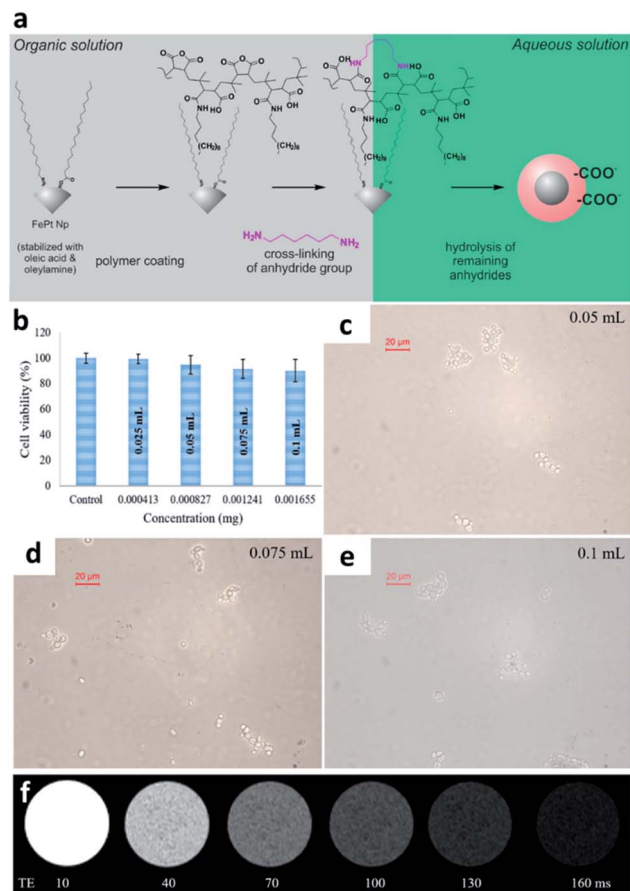 a
Organic solution
Aqueous solution
FePt Np
(stabilized with
oleic acid &
oleylamine)
polymer coating
H₂N
NH₂
cross-linking
of anhydride group
-COO⁻
-COO⁻
hydrolysis of
remaining
anhydrides
b
Cell viability (%)
120
100
80
60
40
20
0
0.025 mL
0.05 mL
0.075 mL
0.1 mL
Control 0.000413 0.000827 0.001241 0.001655
Concentration (mg)
c
0.05 mL
20 µm
d
0.075 mL
20 µm
e
0.1 mL
20 µm
f
TE 10 40 70 100 130 160 ms